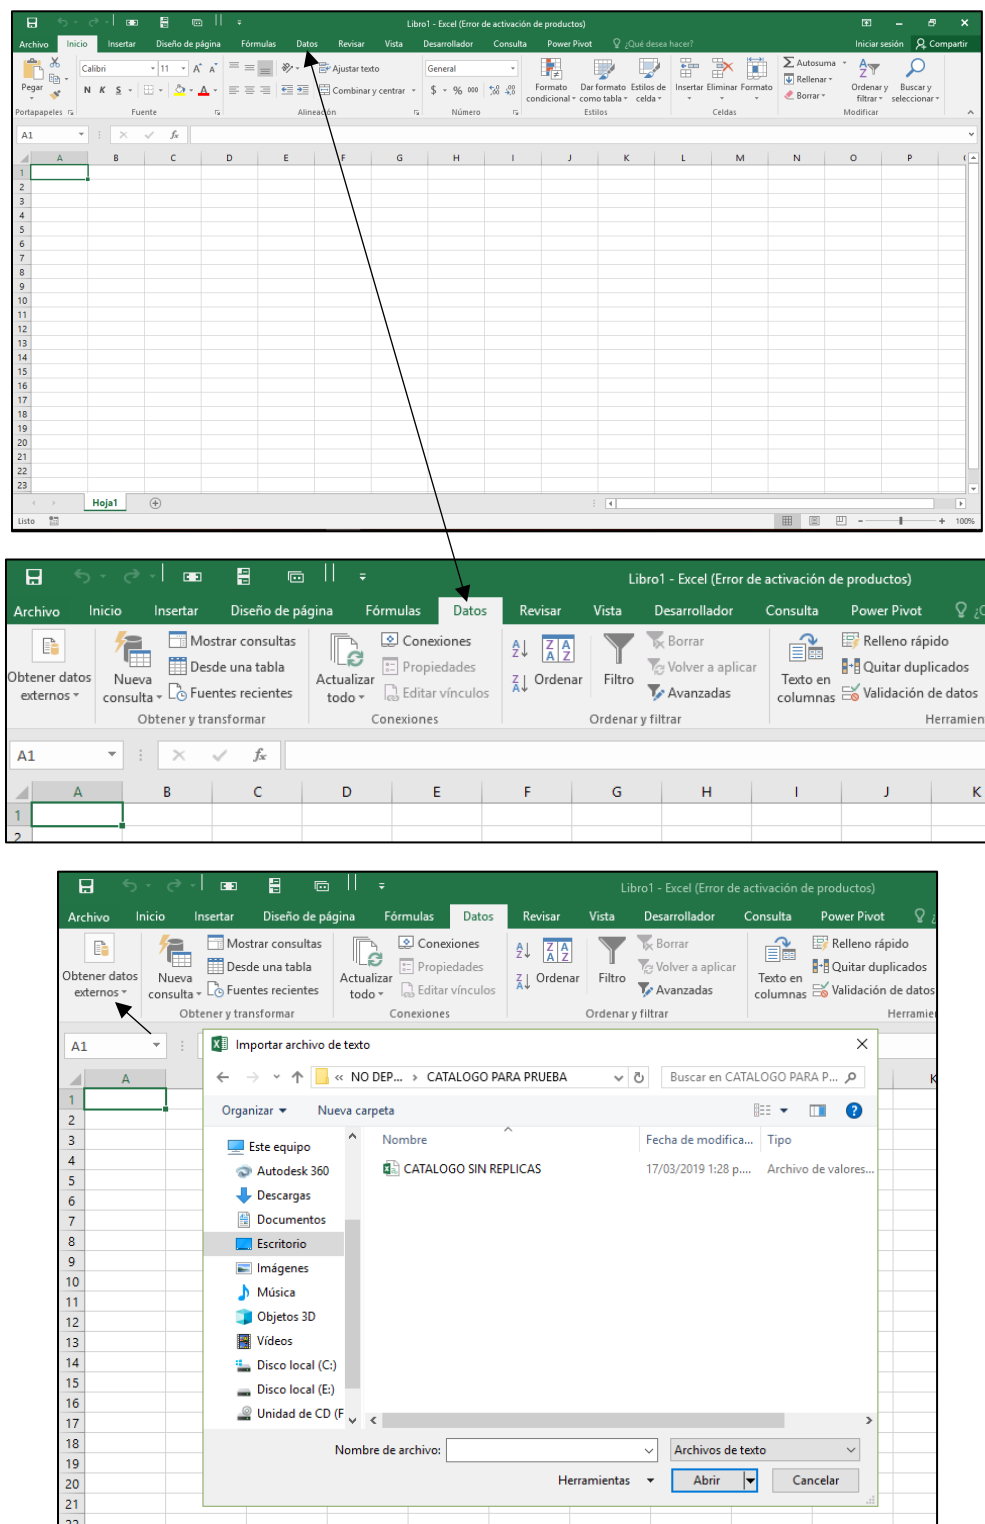 Libro1 - Excel (Error de activación de productos)
Archivo Inicio Insertar Diseño de página Fórmulas Datos Revisar Vista Desarrollador Consulta Power Pivot ¿Qué desea hacer? Iniciar sesión Compartir
Calibri 11 Ajustar texto General Autosuma
Rellenar
Pegar N K S Combinar y centrar $ % 000 Formato condicional Dar formato como tabla Estilos de celda Insertar Eliminar Formato Borrar Ordenar y filtrar Buscar y seleccionar
Portapapeles Fuente Alineación Número Estilos Celdas Modificar
A1 fx
A B C D E F G H I J K L M N O P
1
2
3
4
5
6
7
8
9
10
11
12
13
14
15
16
17
18
19
20
21
22
23
Hoja1
Listo 100%
Libro1 - Excel (Error de activación de productos)
Archivo Inicio Insertar Diseño de página Fórmulas Datos Revisar Vista Desarrollador Consulta Power Pivot
Mostrar consultas Conexiones Borrar Relleno rápido
Obtener datos externos Nueva consulta Desde una tabla Actualizar todo Propiedades Ordenar Filtro Volver a aplicar Texto en columnas Quitar duplicados
Fuentes recientes Editar vínculos Avanzadas Validación de datos
Obtener y transformar Conexiones Ordenar y filtrar Herramien
A1 fx
A B C D E F G H I J K
1
2
Libro1 - Excel (Error de activación de productos)
Archivo Inicio Insertar Diseño de página Fórmulas Datos Revisar Vista Desarrollador Consulta Power Pivot
Mostrar consultas Conexiones Borrar Relleno rápido
Obtener datos externos Nueva consulta Desde una tabla Actualizar todo Propiedades Ordenar Filtro Volver a aplicar Texto en columnas Quitar duplicados
Fuentes recientes Editar vínculos Avanzadas Validación de datos
Obtener y transformar Conexiones Ordenar y filtrar Herramie
A1
Importar archivo de texto
A K
« NO DEP... › CATALOGO PARA PRUEBA Buscar en CATALOGO PARA P...
Organizar Nueva carpeta
Nombre Fecha de modifica... Tipo
CATALOGO SIN REPLICAS 17/03/2019 1:28 p.... Archivo de valores...
Este equipo
Autodesk 360
Descargas
Documentos
Escritorio
Imágenes
Música
Objetos 3D
Vídeos
Disco local (C:)
Disco local (E:)
Unidad de CD (F
1
2
3
4
5
6
7
8
9
10
11
12
13
14
15
16
17
18
19
20
21
22
Nombre de archivo: Archivos de texto
Herramientas Abrir Cancelar